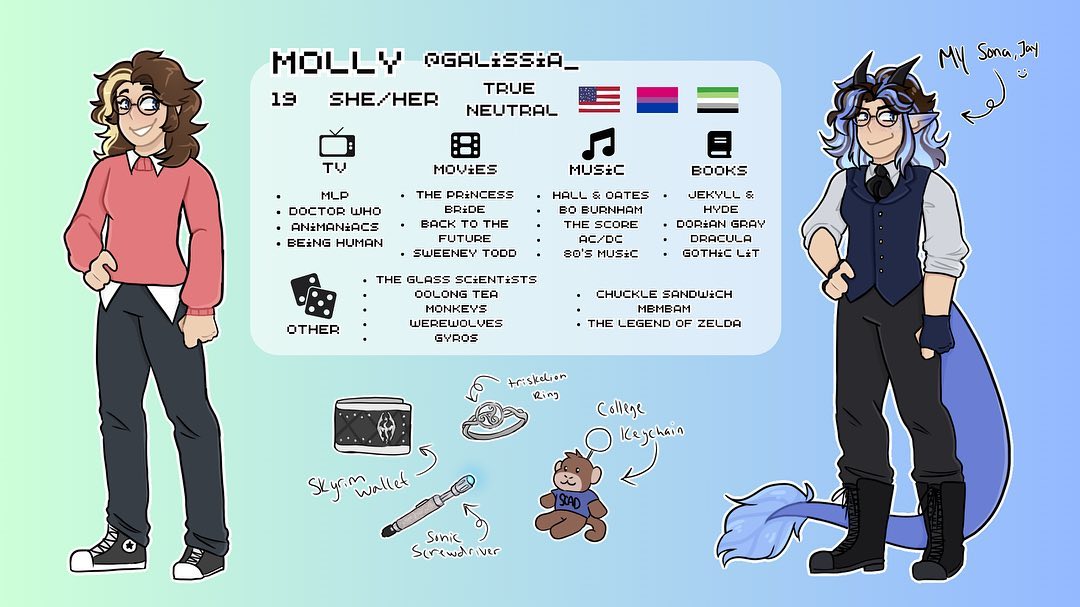 MOLLY @GALISSIA_
19 SHE/HER TRUE NEUTRAL
TV
• MLP
• DOCTOR WHO
• ANIMANIACS
• BEING HUMAN
MOVIES
• THE PRINCESS
BRIDE
• BACK TO THE
FUTURE
• SWEENEY TODD
MUSIC
• HALL & OATES
• BO BURNHAM
• THE SCORE
• AC/DC
• 80'S MUSIC
BOOKS
• JEKYLL &
HYDE
• DORIAN GRAY
• DRACULA
• GOTHIC LIT
OTHER
• THE GLASS SCIENTISTS
• OOLONG TEA
• MONKEYS
• WEREWOLVES
• GYROS
• CHUCKLE SANDWICH
• MBMBAM
• THE LEGEND OF ZELDA
MY Sona, Jay :)
Skyrim
Wallet
triskelion
Ring
Sonic
Screwdriver
College
Keychain
SCAD